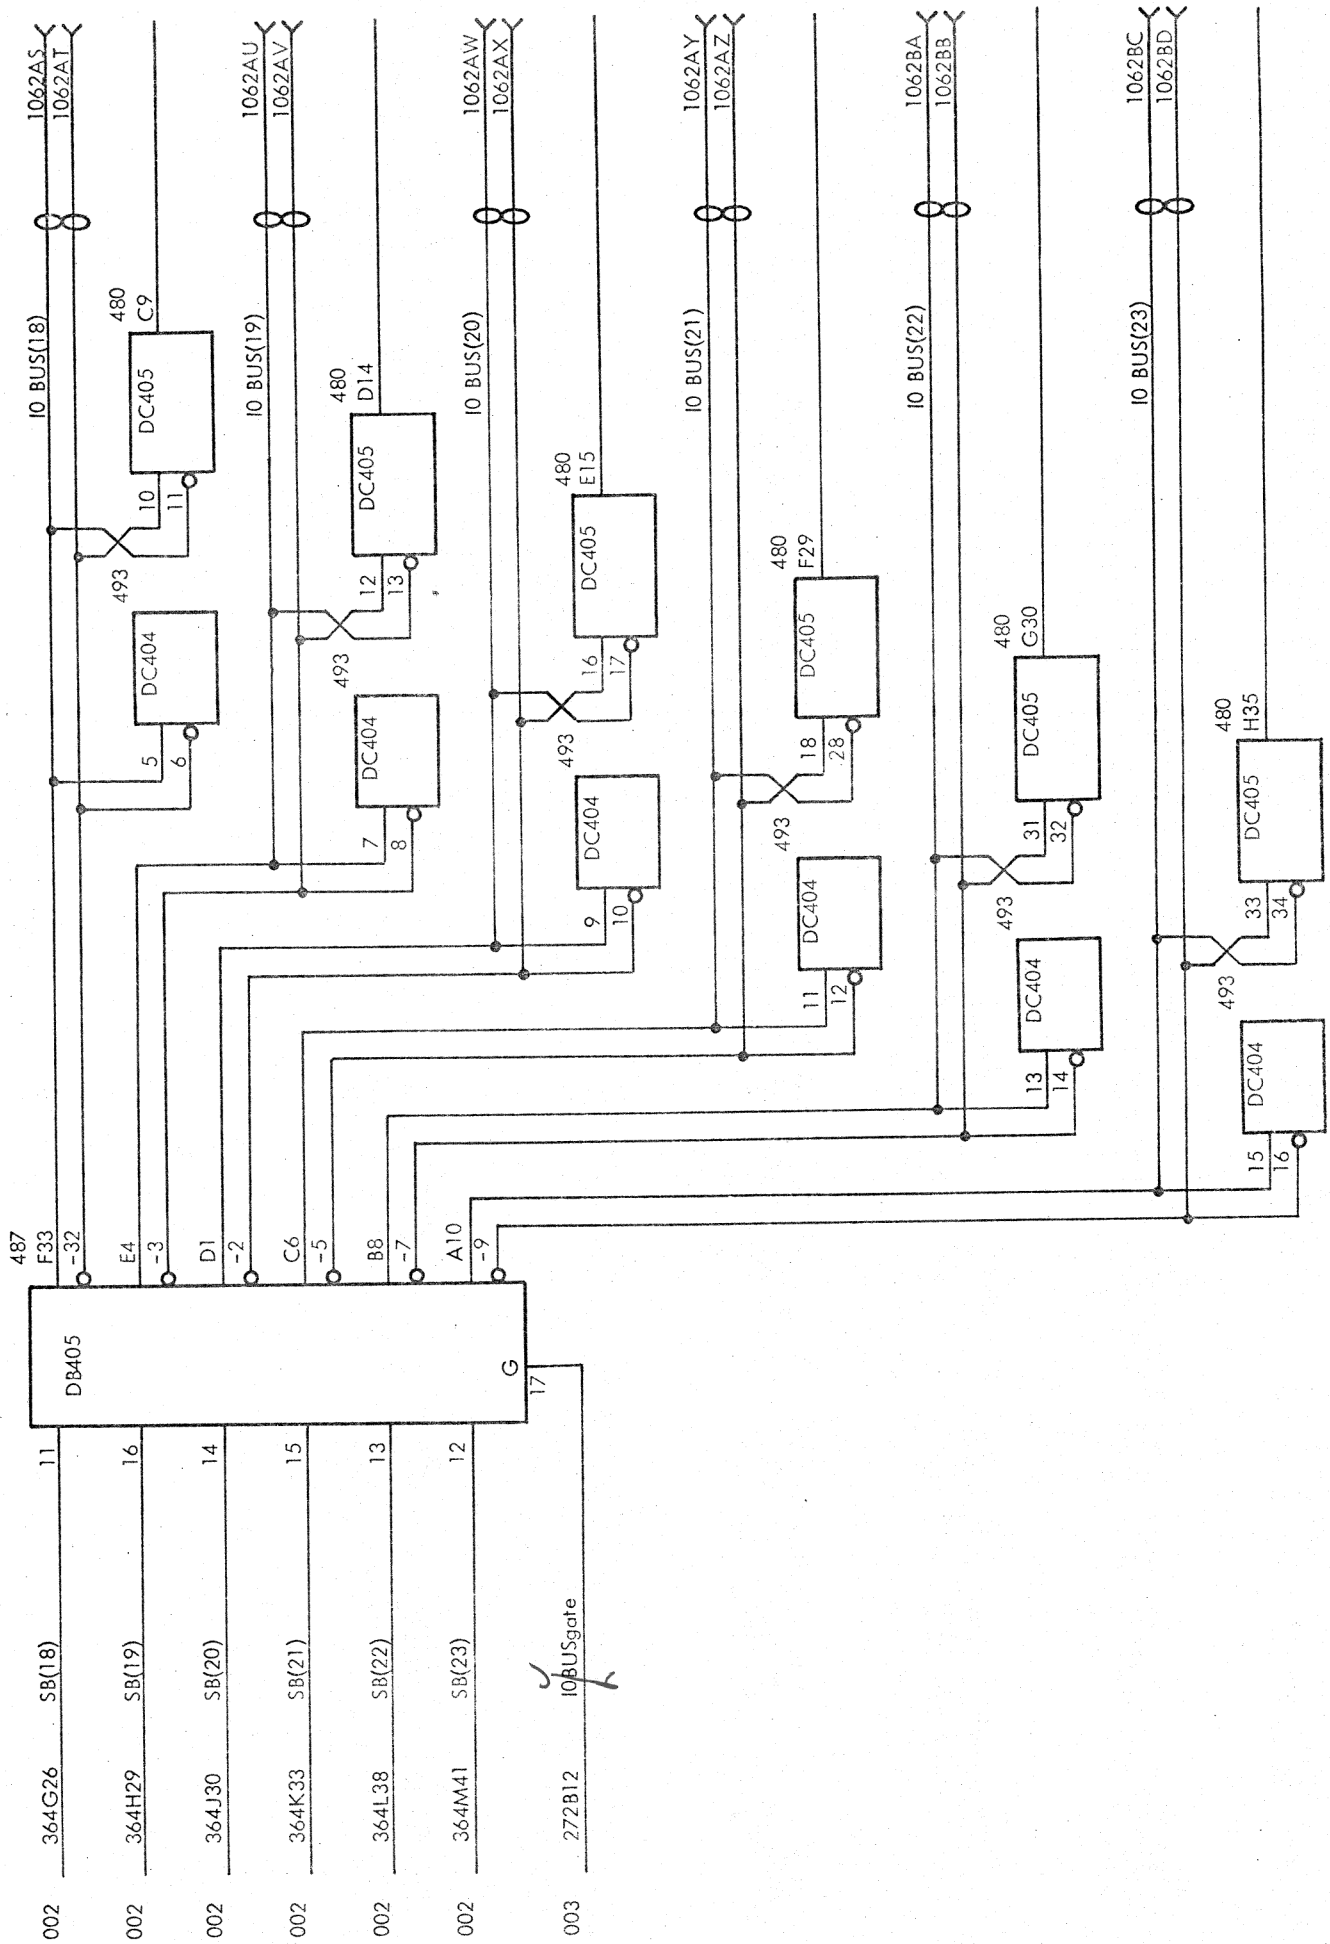 002 364G26 SB(18) 11
002 364H29 SB(19) 16
002 364J30 SB(20) 14
002 364K33 SB(21) 15
002 364L38 SB(22) 13
002 364M41 SB(23) 12
003 272B12 IOBUSgate
17
G
DB405
487
F33
-32
E4
-3
D1
-2
C6
-5
B8
-7
A10
-9
IO BUS(18)
1062AS
1062AT
5
6
DC404
493
10
11
DC405
480
C9
IO BUS(19)
1062AU
1062AV
7
8
DC404
493
12
13
DC405
480
D14
IO BUS(20)
1062AW
1062AX
9
10
DC404
493
16
17
DC405
480
E15
IO BUS(21)
1062AY
1062AZ
11
12
DC404
493
18
28
DC405
480
F29
IO BUS(22)
1062BA
1062BB
13
14
DC404
493
31
32
DC405
480
G30
IO BUS(23)
1062BC
1062BD
15
16
DC404
493
33
34
DC405
480
H35